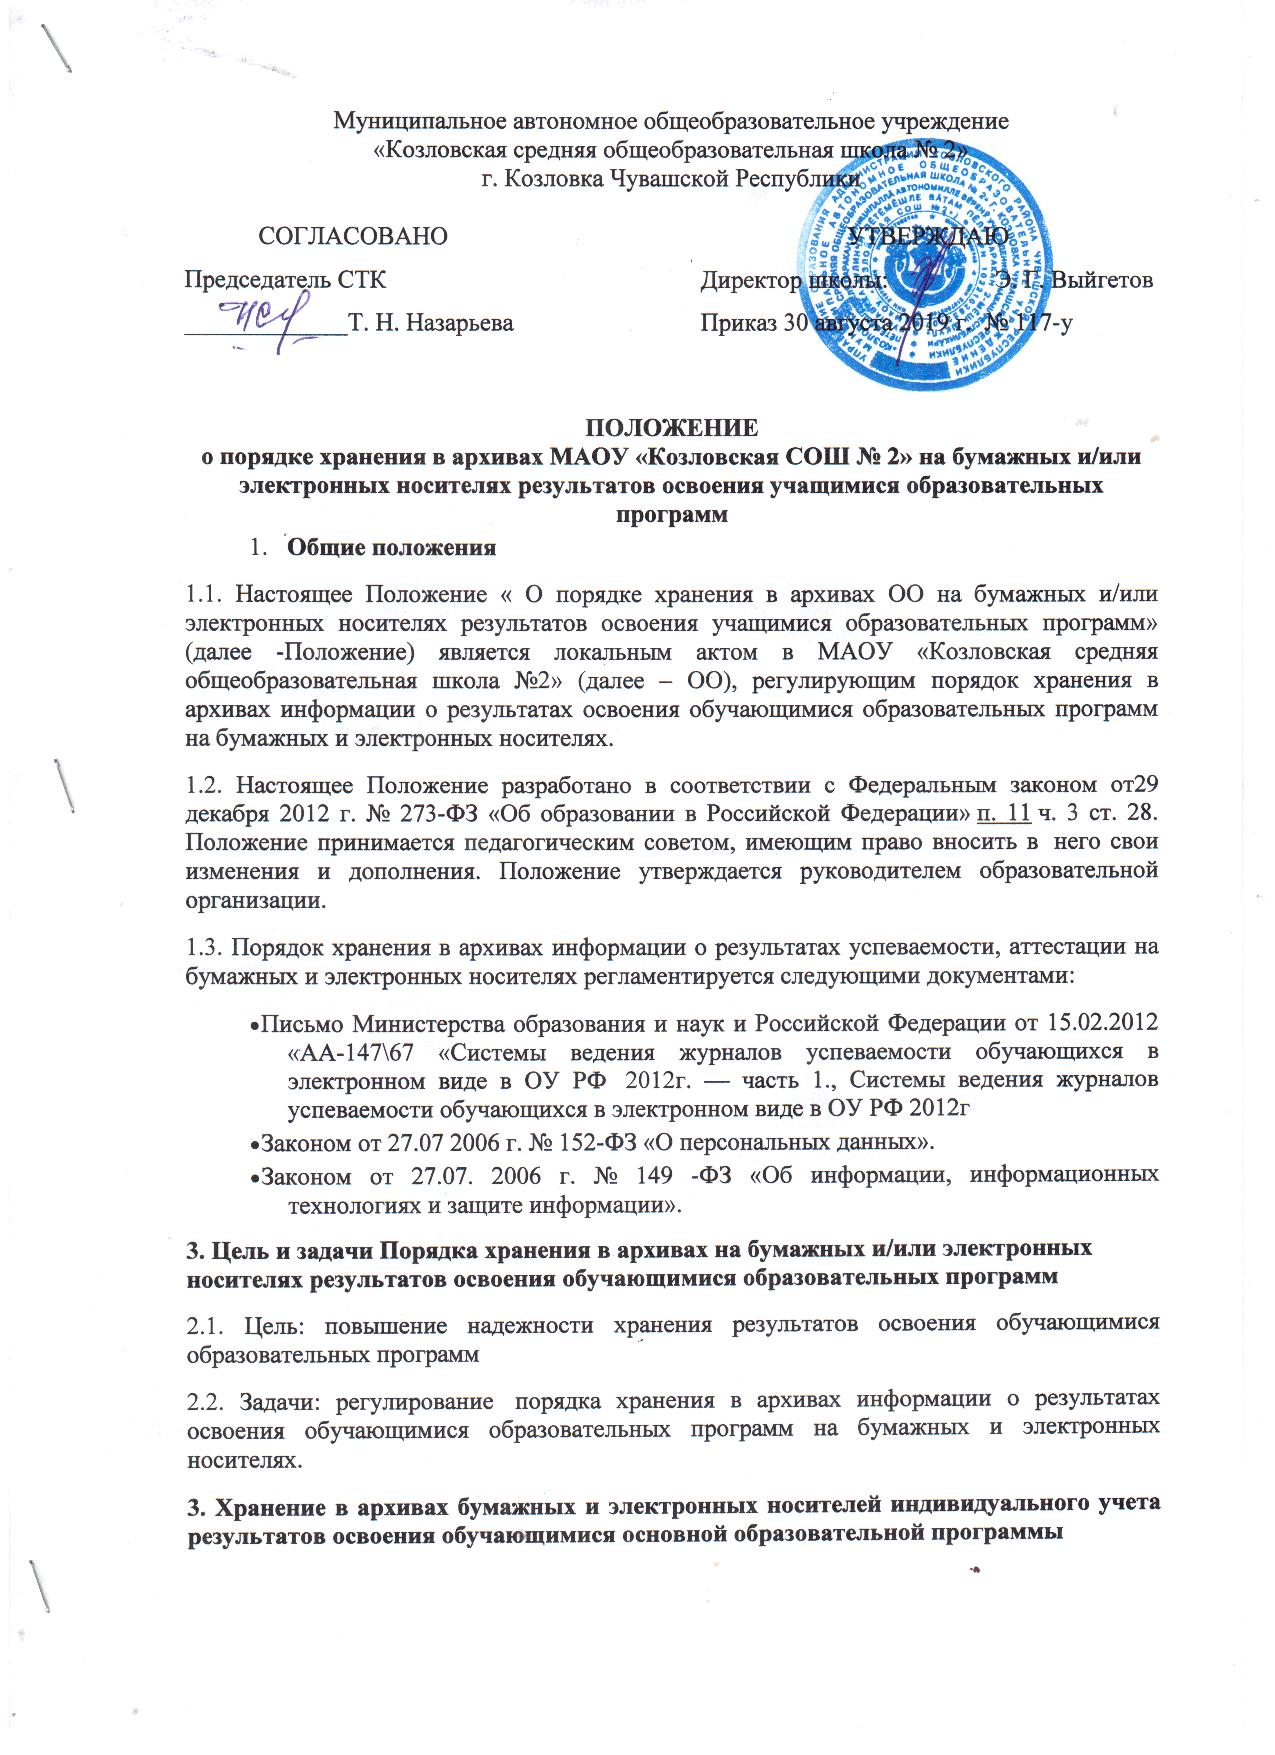 Муниципальное автономное общеобразовательное учреждение
«Козловская средняя общеобразовательная школа № 2»
г. Козловка Чувашской Республики
СОГЛАСОВАНО УТВЕРЖДАЮ
Председатель СТК Директор школы: Э. Г. Выйгетов
Т. Н. Назарьева Приказ 30 августа 2019 г. № 117-у
ПОЛОЖЕНИЕ
о порядке хранения в архивах МАОУ «Козловская СОШ № 2» на бумажных и/или
электронных носителях результатов освоения учащимися образовательных
программ
1. Общие положения
1.1. Настоящее Положение « О порядке хранения в архивах ОО на бумажных и/или
электронных носителях результатов освоения учащимися образовательных программ»
(далее -Положение) является локальным актом в МАОУ «Козловская средняя
общеобразовательная школа №2» (далее – ОО), регулирующим порядок хранения в
архивах информации о результатах освоения обучающимися образовательных программ
на бумажных и электронных носителях.
1.2. Настоящее Положение разработано в соответствии с Федеральным законом от29
декабря 2012 г. № 273-ФЗ «Об образовании в Российской Федерации» п. 11 ч. 3 ст. 28.
Положение принимается педагогическим советом, имеющим право вносить в него свои
изменения и дополнения. Положение утверждается руководителем образовательной
организации.
1.3. Порядок хранения в архивах информации о результатах успеваемости, аттестации на
бумажных и электронных носителях регламентируется следующими документами:
•Письмо Министерства образования и наук и Российской Федерации от 15.02.2012
«АА-147\67 «Системы ведения журналов успеваемости обучающихся в
электронном виде в ОУ РФ 2012г. — часть 1., Системы ведения журналов
успеваемости обучающихся в электронном виде в ОУ РФ 2012г
•Законом от 27.07 2006 г. № 152-ФЗ «О персональных данных».
•Законом от 27.07. 2006 г. № 149 -ФЗ «Об информации, информационных
технологиях и защите информации».
3. Цель и задачи Порядка хранения в архивах на бумажных и/или электронных
носителях результатов освоения обучающимися образовательных программ
2.1. Цель: повышение надежности хранения результатов освоения обучающимися
образовательных программ
2.2. Задачи: регулирование порядка хранения в архивах информации о результатах
освоения обучающимися образовательных программ на бумажных и электронных
носителях.
3. Хранение в архивах бумажных и электронных носителей индивидуального учета
результатов освоения обучающимися основной образовательной программы